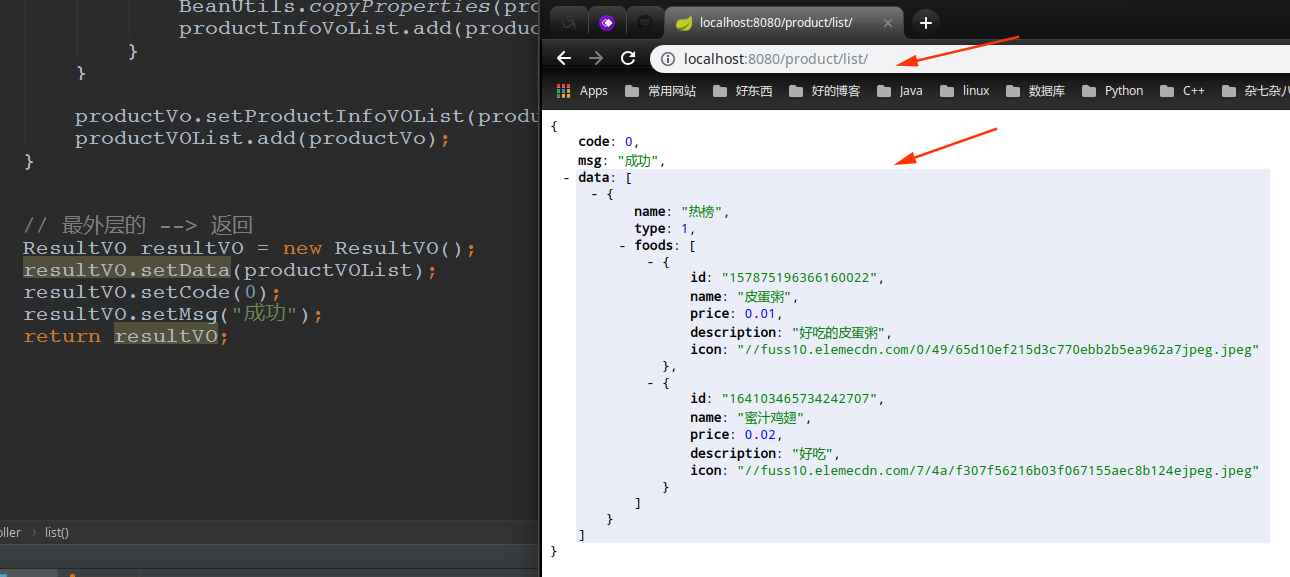 BeanUtils.copyProperties(pro
productInfoVoList.add(produc
}
}
productVo.setProductInfoVOList(produ
productVOList.add(productVo);
}
// 最外层的 --> 返回
ResultVO resultVO = new ResultVO();
resultVO.setData(productVOList);
resultVO.setCode(0);
resultVO.setMsg("成功");
return resultVO;
oller › list()
localhost:8080/product/list/
localhost:8080/product/list/
Apps 常用网站 好东西 好的博客 Java linux 数据库 Python C++ 杂七杂八
{
code: 0,
msg: "成功",
- data: [
- {
name: "热榜",
type: 1,
- foods: [
- {
id: "157875196366160022",
name: "皮蛋粥",
price: 0.01,
description: "好吃的皮蛋粥",
icon: "//fuss10.elemecdn.com/0/49/65d10ef215d3c770ebb2b5ea962a7jpeg.jpeg"
},
- {
id: "164103465734242707",
name: "蜜汁鸡翅",
price: 0.02,
description: "好吃",
icon: "//fuss10.elemecdn.com/7/4a/f307f56216b03f067155aec8b124ejpeg.jpeg"
}
]
}
]
}